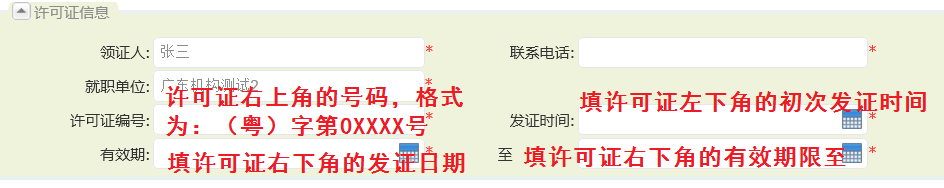 许可证信息
领证人: 张三 * 联系电话: *
就职单位: 广东机构测试2 *
许可证右上角的号码，格式
为：（粤）字第0XXXX号
许可证编号: *
填许可证左下角的初次发证时间
发证时间: *
有效期: 填许可证右下角的发证日期 * 至 填许可证右下角的有效期限至 *